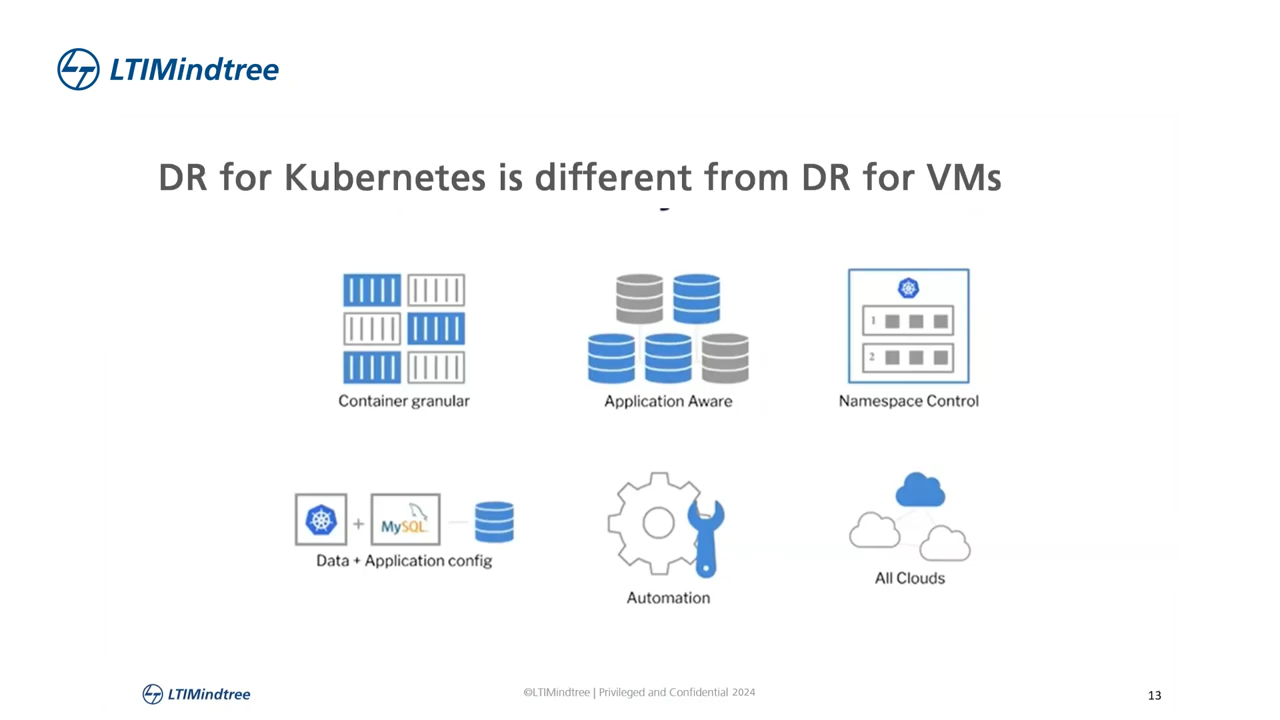 LTIMindtree
DR for Kubernetes is different from DR for VMs
Container granular
Application Aware
1
2
Namespace Control
+
MySQL
Data + Application config
Automation
All Clouds
LTIMindtree
©LTIMindtree | Privileged and Confidential 2024
13